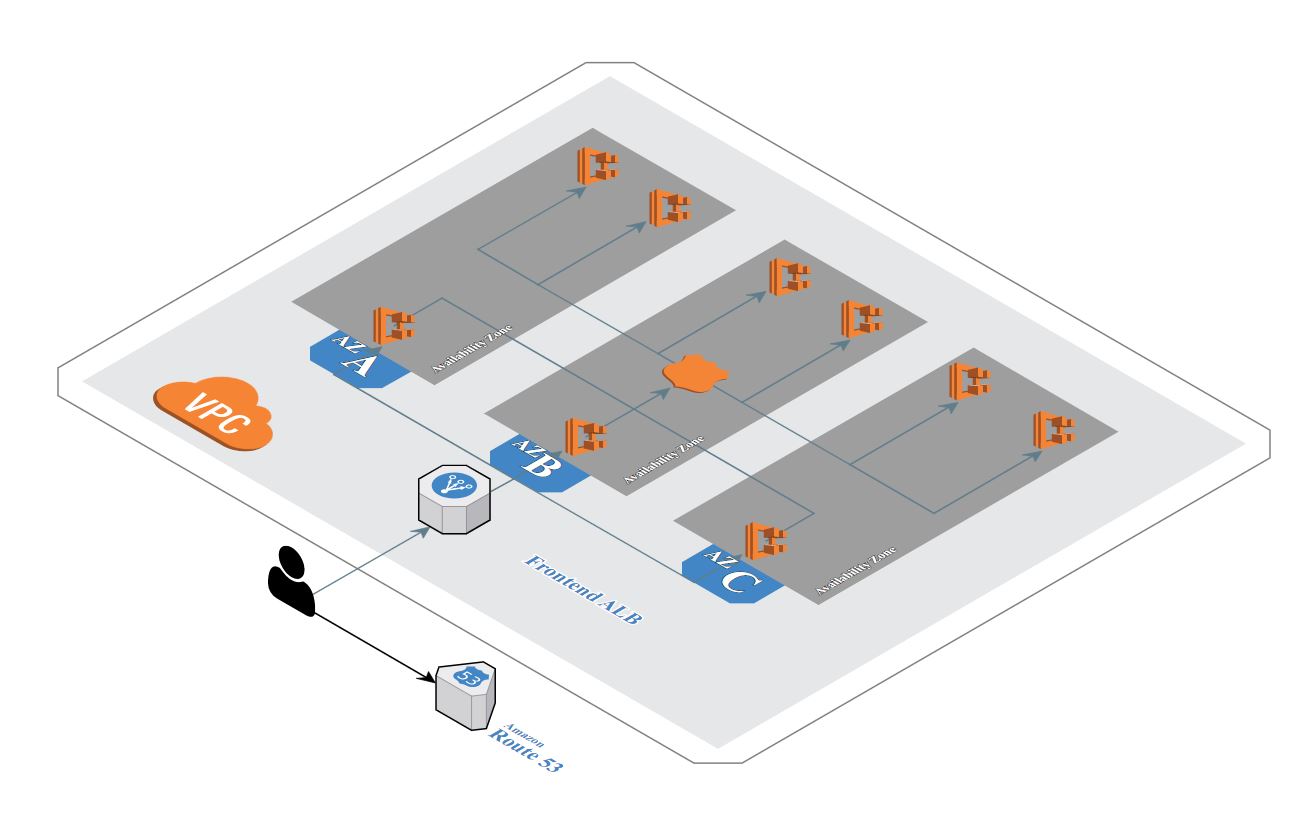 AZ
A
Availability Zone
VPC
AZ
B
Availability Zone
AZ
C
Availability Zone
Frontend ALB
53
Amazon
Route 53